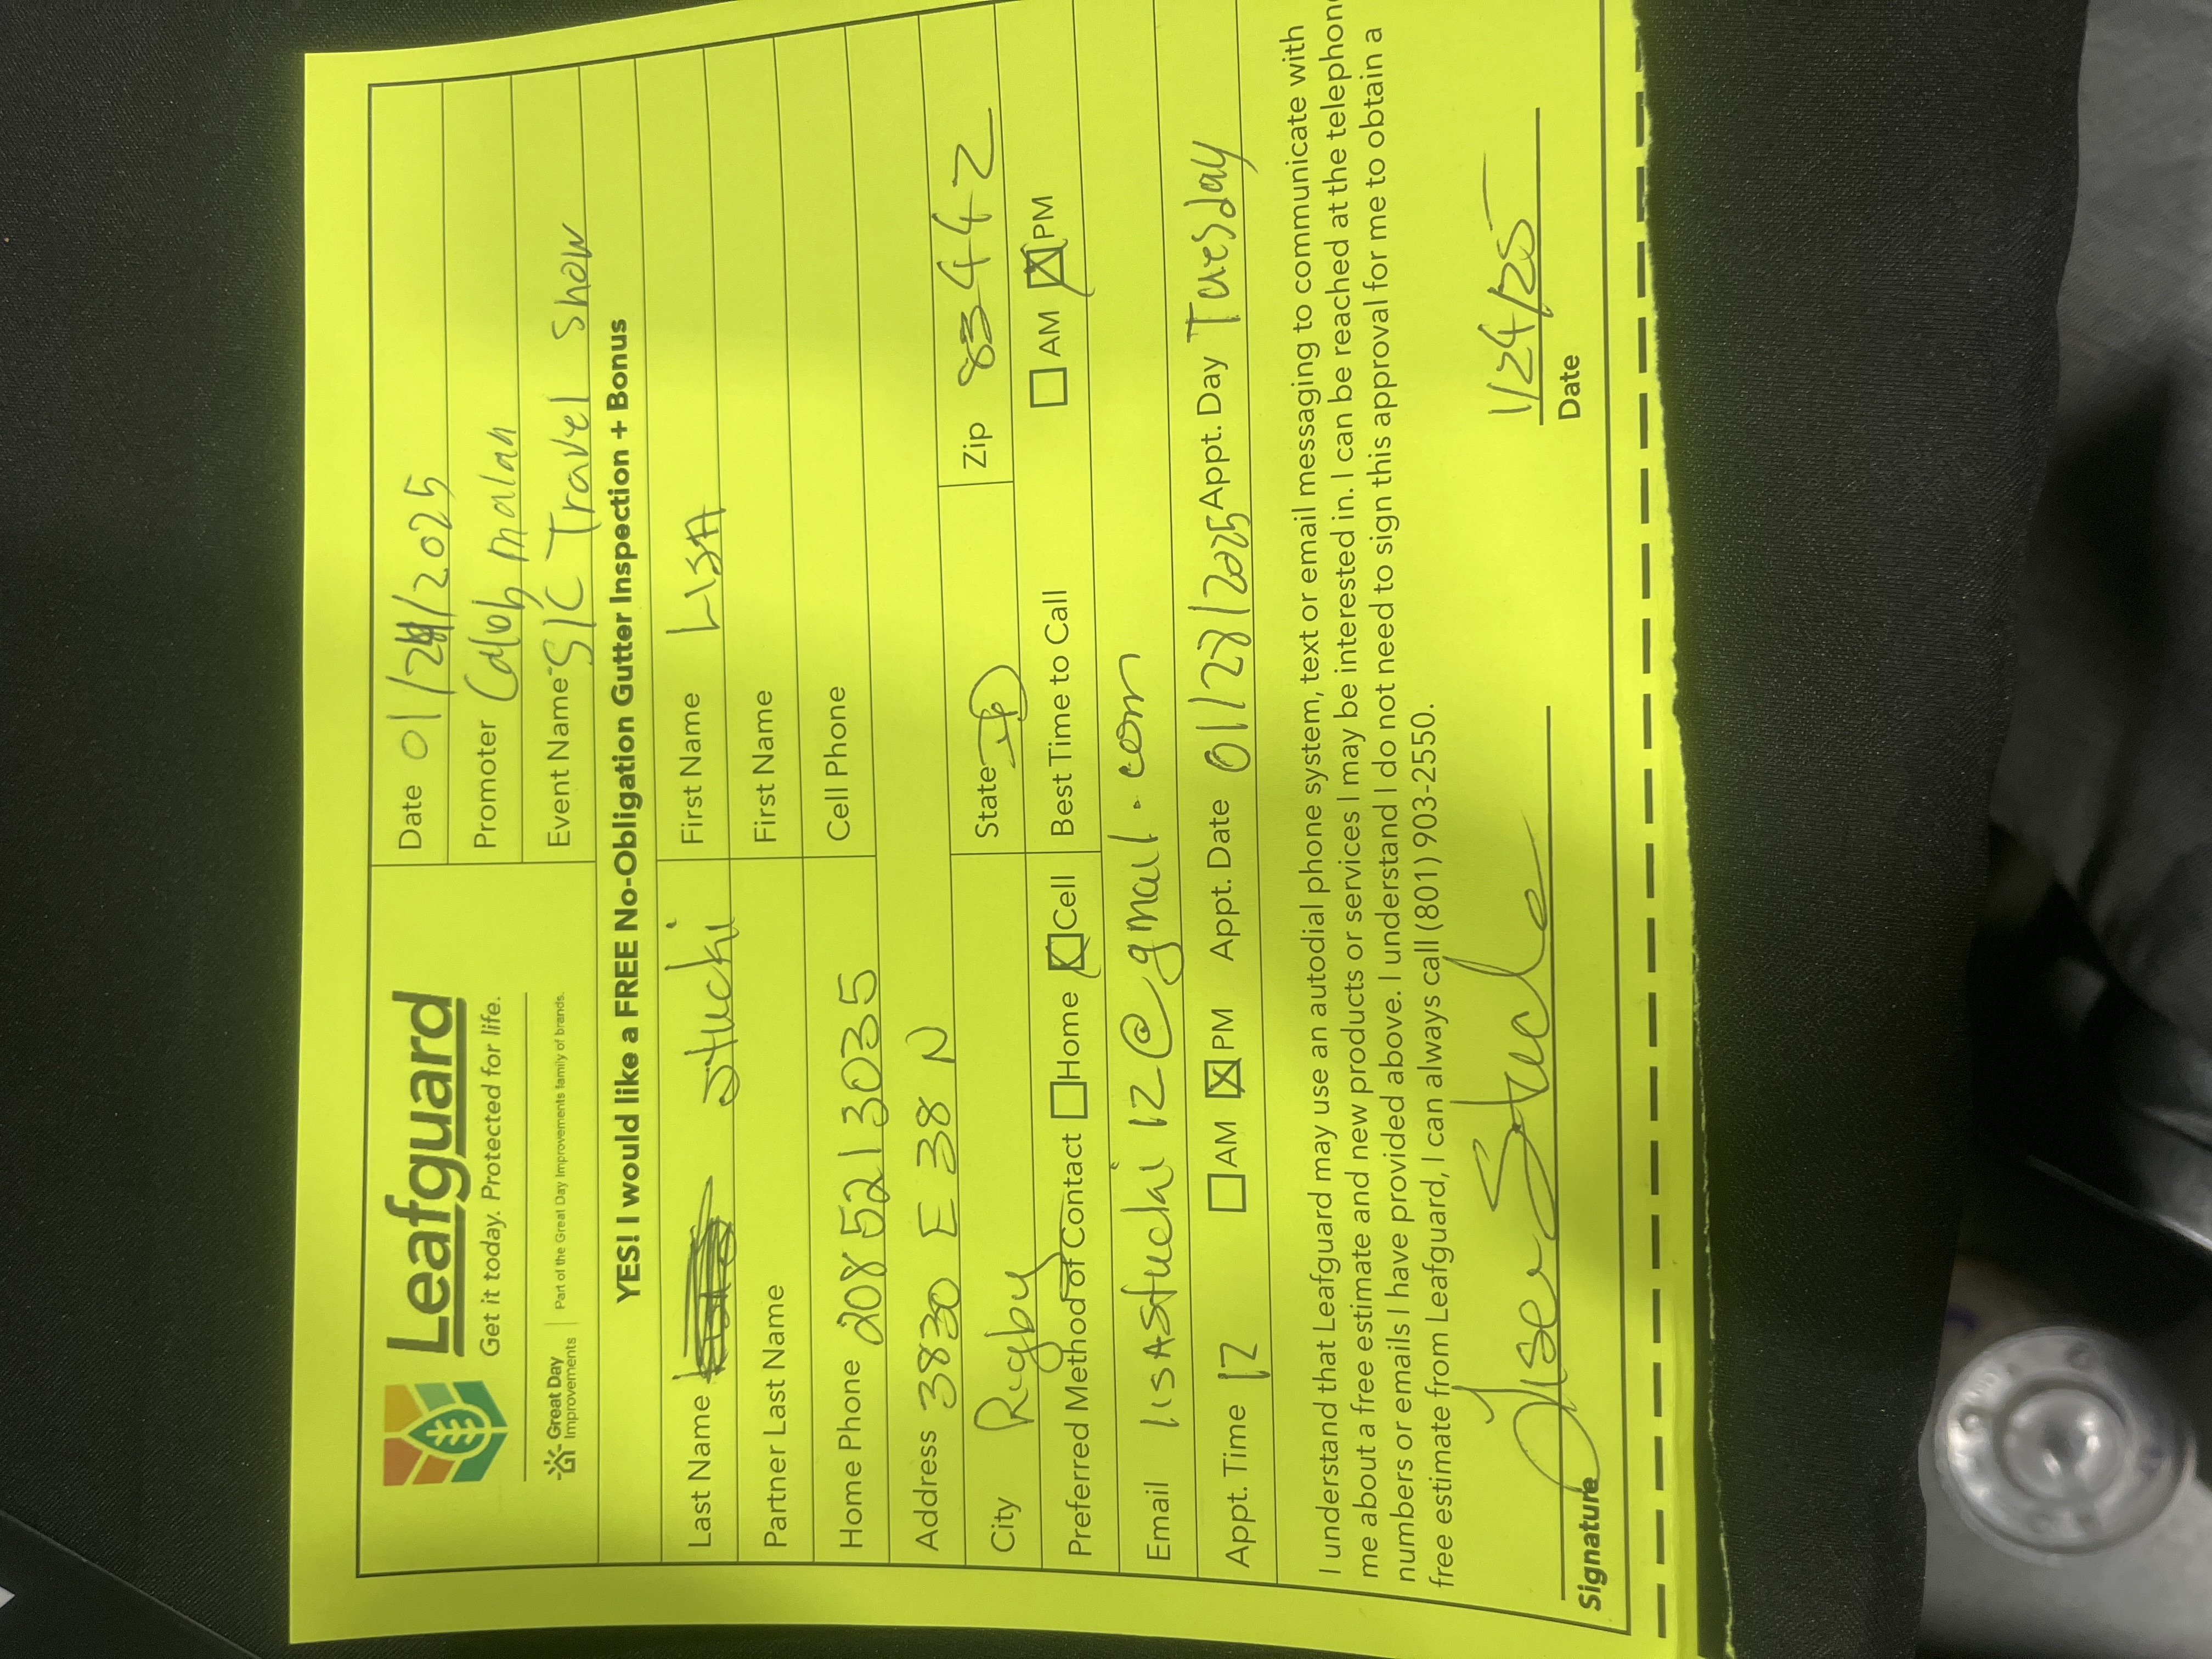 Leafguard
Get it today. Protected for life.
Great Day Improvements Part of the Great Day Improvements family of brands.
Date 01/24/2025
Promoter Calob malan
Event Name SlC Travel Show
YES! I would like a FREE No-Obligation Gutter Inspection + Bonus
Last Name stucki First Name LISA
Partner Last Name First Name
Home Phone 2085213035 Cell Phone
Address 3830 E 38 N
City Rigby State ID Zip 83442
Preferred Method of Contact Home Cell Best Time to Call AM PM
Email lisAstucki12@gmail.com
Appt. Time 12 AM PM Appt. Date 01/28/2025 Appt. Day Tuesday
I understand that Leafguard may use an autodial phone system, text or email messaging to communicate with
me about a free estimate and new products or services I may be interested in. I can be reached at the telephon
numbers or emails I have provided above. I understand I do not need to sign this approval for me to obtain a
free estimate from Leafguard, I can always call (801) 903-2550.
Lisa Stucki 1/24/25
Signature Date